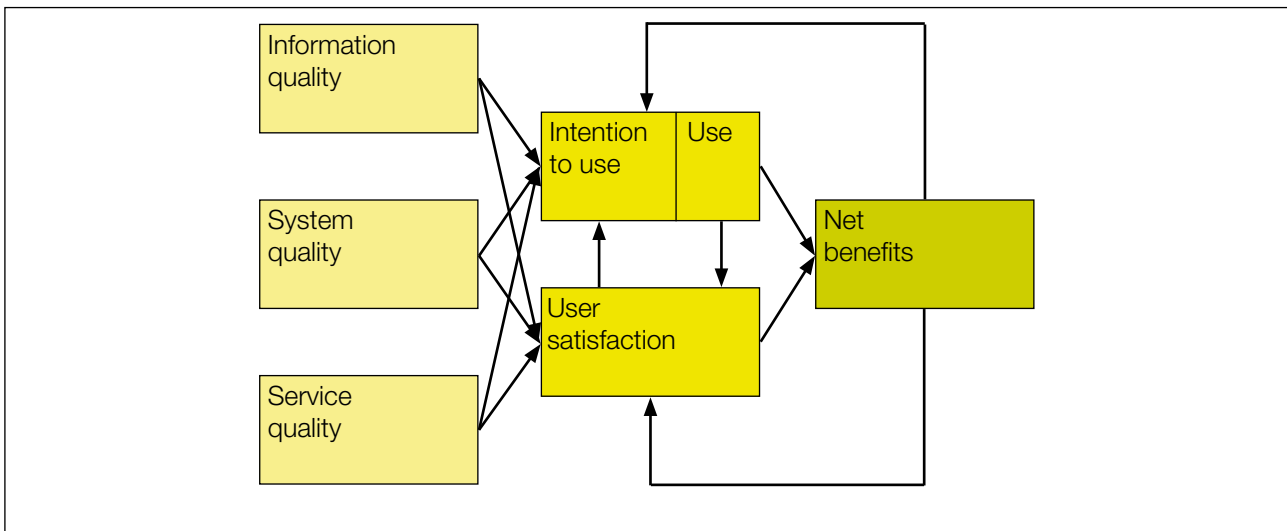 Information
quality
Intention
to use
Use
System
quality
Net
benefits
User
satisfaction
Service
quality